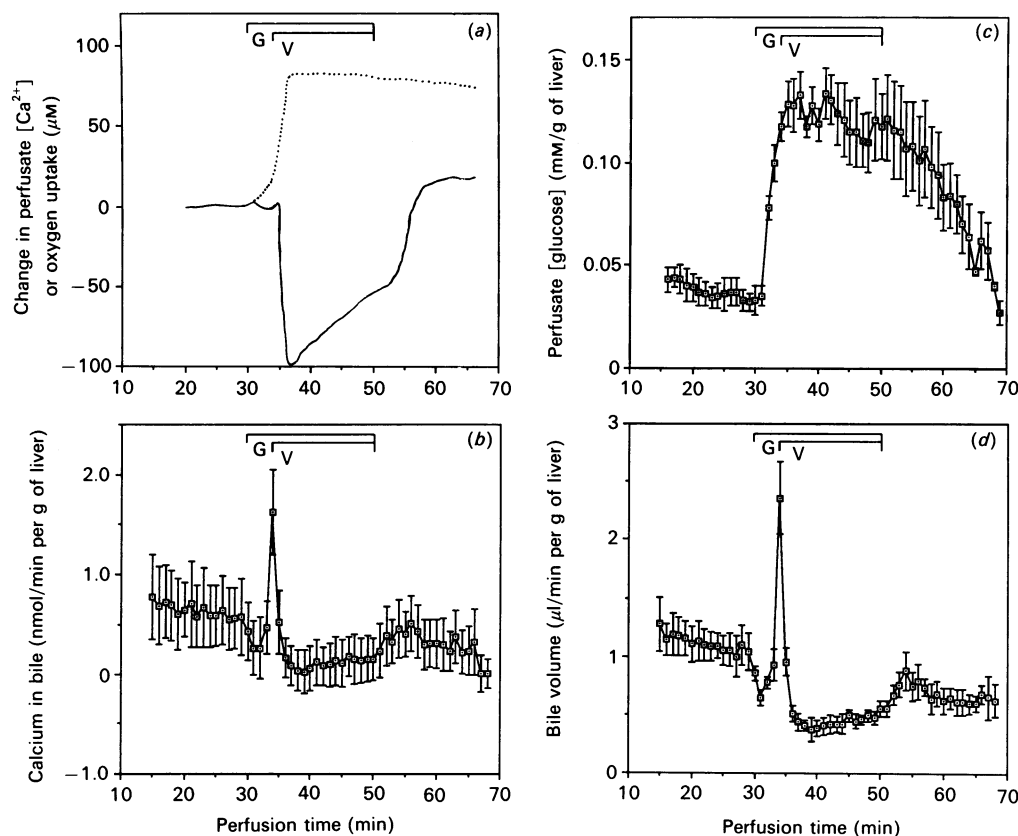 (a)
G
V
100
50
0
−50
−100
Change in perfusate [Ca2+]
or oxygen uptake (μM)
10 20 30 40 50 60 70
(c)
G
V
0.15
0.10
0.05
0
Perfusate [glucose] (mM/g of liver)
10 20 30 40 50 60 70
(b)
G
V
2.0
1.0
0
−1.0
Calcium in bile (nmol/min per g of liver)
10 20 30 40 50 60 70
Perfusion time (min)
(d)
G
V
3
2
1
0
Bile volume (μl/min per g of liver)
10 20 30 40 50 60 70
Perfusion time (min)